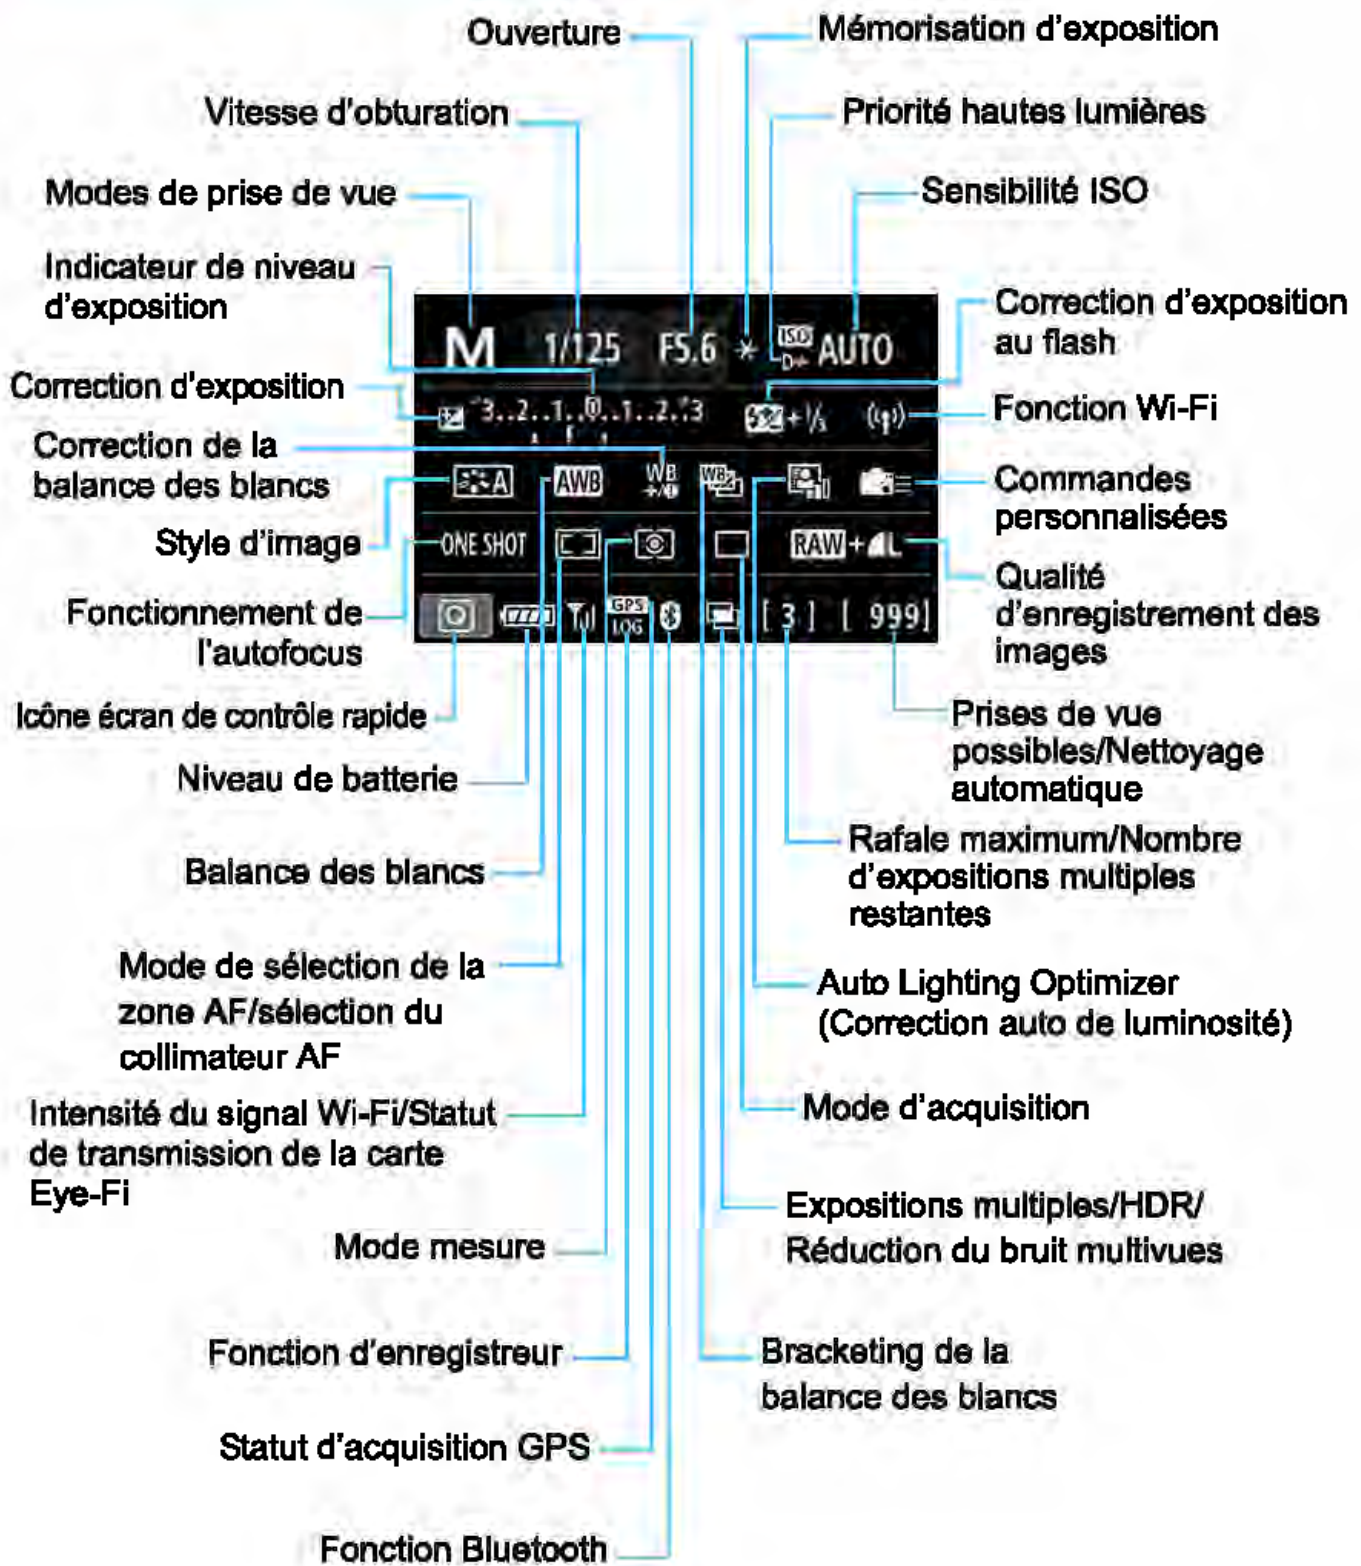 Ouverture
Mémorisation d'exposition
Vitesse d'obturation
Priorité hautes lumières
Modes de prise de vue
Sensibilité ISO
Indicateur de niveau
d'exposition
Correction d'exposition
au flash
Correction d'exposition
Fonction Wi-Fi
Correction de la
balance des blancs
Commandes
personnalisées
Style d'image
Qualité
d'enregistrement des
images
Fonctionnement de
l'autofocus
M 1/125 F5.6 * ISO D+ AUTO
3..2..1..0..1..2..3 +1/3
A AWB WB +/- WB
ONE SHOT RAW+L
GPS LOG [ 3 ] [ 999]
Icône écran de contrôle rapide
Prises de vue
possibles/Nettoyage
automatique
Niveau de batterie
Rafale maximum/Nombre
d'expositions multiples
restantes
Balance des blancs
Mode de sélection de la
zone AF/sélection du
collimateur AF
Auto Lighting Optimizer
(Correction auto de luminosité)
Intensité du signal Wi-Fi/Statut
de transmission de la carte
Eye-Fi
Mode d'acquisition
Expositions multiples/HDR/
Réduction du bruit multivues
Mode mesure
Fonction d'enregistreur
Bracketing de la
balance des blancs
Statut d'acquisition GPS
Fonction Bluetooth